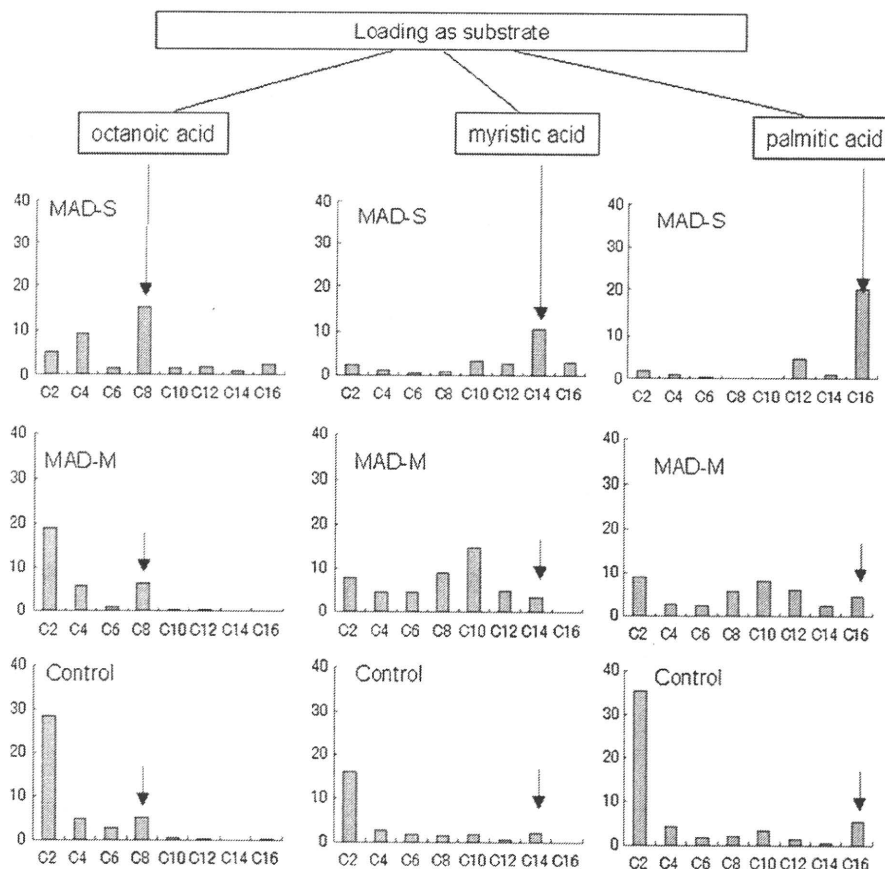 Loading as substrate
octanoic acid myristic acid palmitic acid
40 MAD-S 40 MAD-S 40 MAD-S
30 30 30
20 20 20
10 10 10
0 0 0
C2 C4 C6 C8 C10 C12 C14 C16 C2 C4 C6 C8 C10 C12 C14 C16 C2 C4 C6 C8 C10 C12 C14 C16
40 MAD-M 40 MAD-M 40 MAD-M
30 30 30
20 20 20
10 10 10
0 0 0
C2 C4 C6 C8 C10 C12 C14 C16 C2 C4 C6 C8 C10 C12 C14 C16 C2 C4 C6 C8 C10 C12 C14 C16
40 Control 40 Control 40 Control
30 30 30
20 20 20
10 10 10
0 0 0
C2 C4 C6 C8 C10 C12 C14 C16 C2 C4 C6 C8 C10 C12 C14 C16 C2 C4 C6 C8 C10 C12 C14 C16